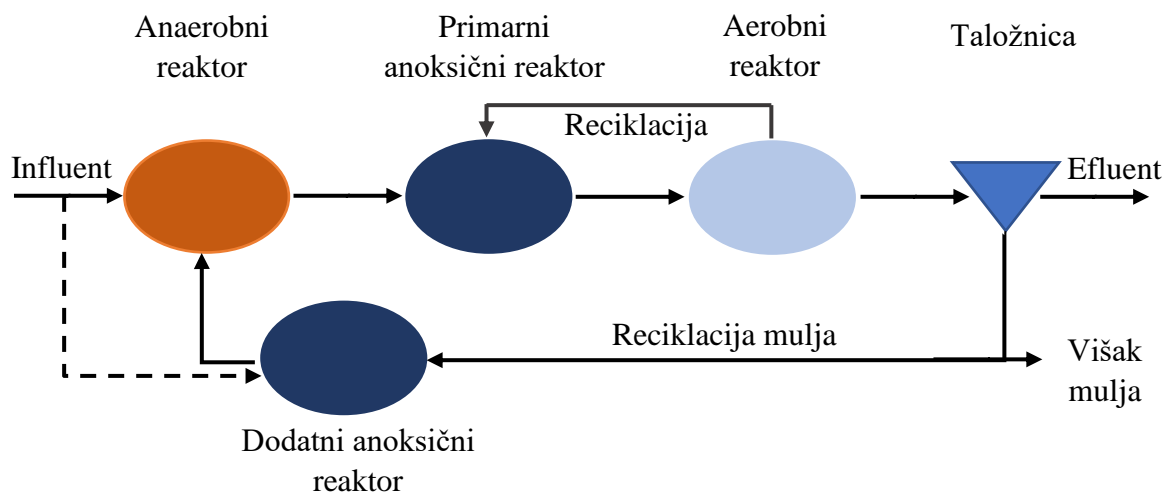 Anaerobni
reaktor
Primarni
anoksični reaktor
Aerobni
reaktor
Taložnica
Reciklacija
Influent
Efluent
Reciklacija mulja
Višak
mulja
Dodatni anoksični
reaktor